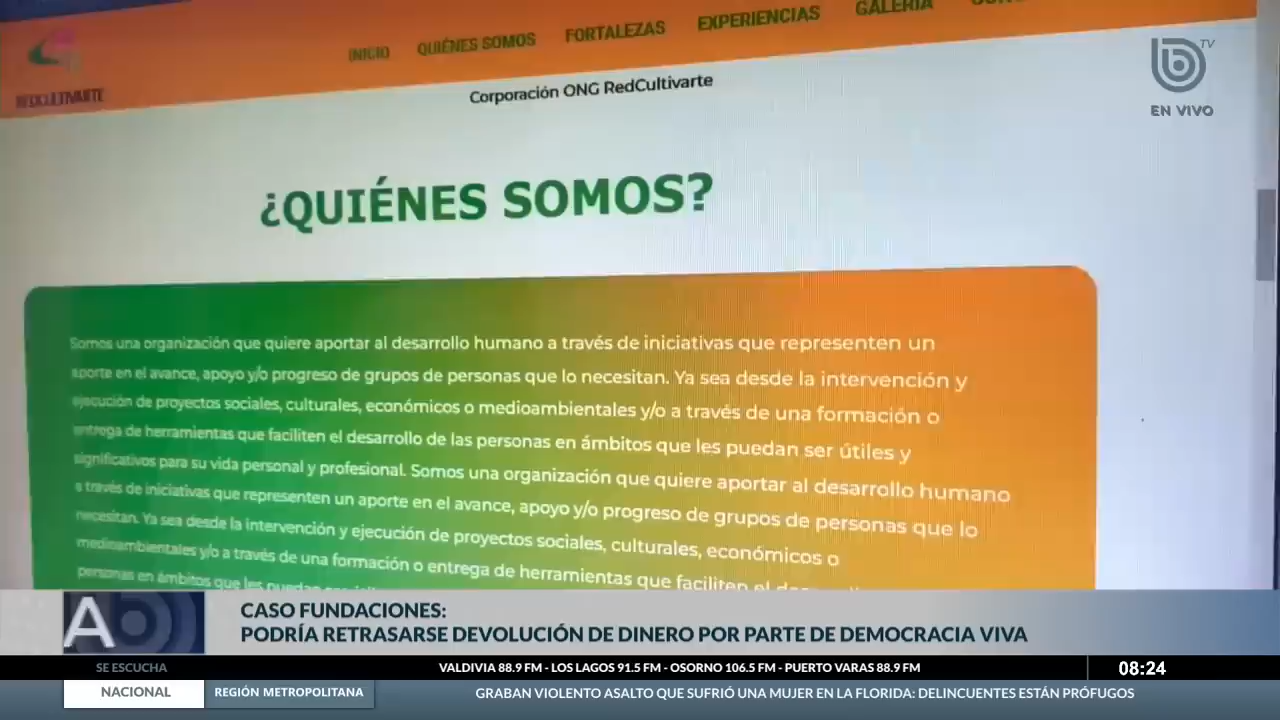 INICIO QUIÉNES SOMOS FORTALEZAS EXPERIENCIAS GALERÍA
REDCULTIVARTE
Corporación ONG RedCultivarte
TV
EN VIVO
¿QUIÉNES SOMOS?
Somos una organización que quiere aportar al desarrollo humano a través de iniciativas que representen un
aporte en el avance, apoyo y/o progreso de grupos de personas que lo necesitan. Ya sea desde la intervención y
ejecución de proyectos sociales, culturales, económicos o medioambientales y/o a través de una formación o
entrega de herramientas que faciliten el desarrollo de las personas en ámbitos que les puedan ser útiles y
significativos para su vida personal y profesional. Somos una organización que quiere aportar al desarrollo humano
a través de iniciativas que representen un aporte en el avance, apoyo y/o progreso de grupos de personas que lo
necesitan. Ya sea desde la intervención y ejecución de proyectos sociales, culturales, económicos o
medioambientales y/o a través de una formación o entrega de herramientas que faciliten el
personas en ámbitos que les puedan
A
CASO FUNDACIONES:
PODRÍA RETRASARSE DEVOLUCIÓN DE DINERO POR PARTE DE DEMOCRACIA VIVA
SE ESCUCHA VALDIVIA 88.9 FM - LOS LAGOS 91.5 FM - OSORNO 106.5 FM - PUERTO VARAS 88.9 FM 08:24
NACIONAL REGIÓN METROPOLITANA GRABAN VIOLENTO ASALTO QUE SUFRIÓ UNA MUJER EN LA FLORIDA: DELINCUENTES ESTÁN PRÓFUGOS